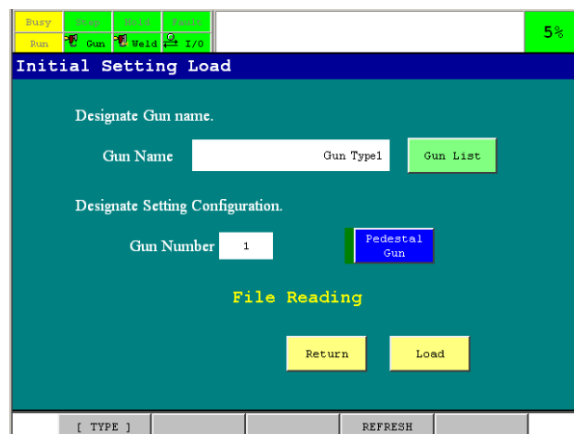 Busy Step Hold Fault
Run Gun Weld I/O
5%
Initial Setting Load
Designate Gun name.
Gun Name Gun Type1 Gun List
Designate Setting Configuration.
Gun Number 1 Pedestal
Gun
File Reading
Return Load
[ TYPE ] REFRESH